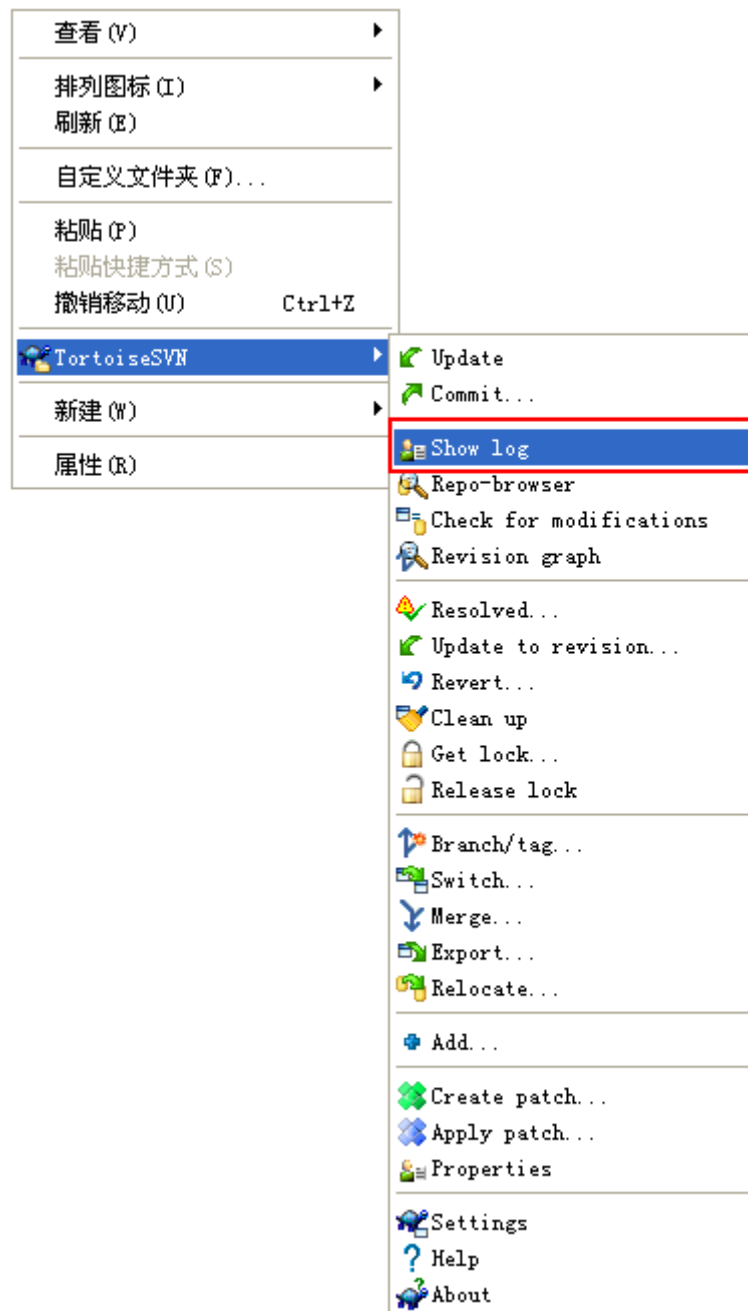 查看(V)
排列图标(I)
刷新(E)
自定义文件夹(F)...
粘贴(P)
粘贴快捷方式(S)
撤销移动(U) Ctrl+Z
TortoiseSVN
新建(W)
属性(R)
Update
Commit...
Show log
Repo-browser
Check for modifications
Revision graph
Resolved...
Update to revision...
Revert...
Clean up
Get lock...
Release lock
Branch/tag...
Switch...
Merge...
Export...
Relocate...
Add...
Create patch...
Apply patch...
Properties
Settings
Help
About